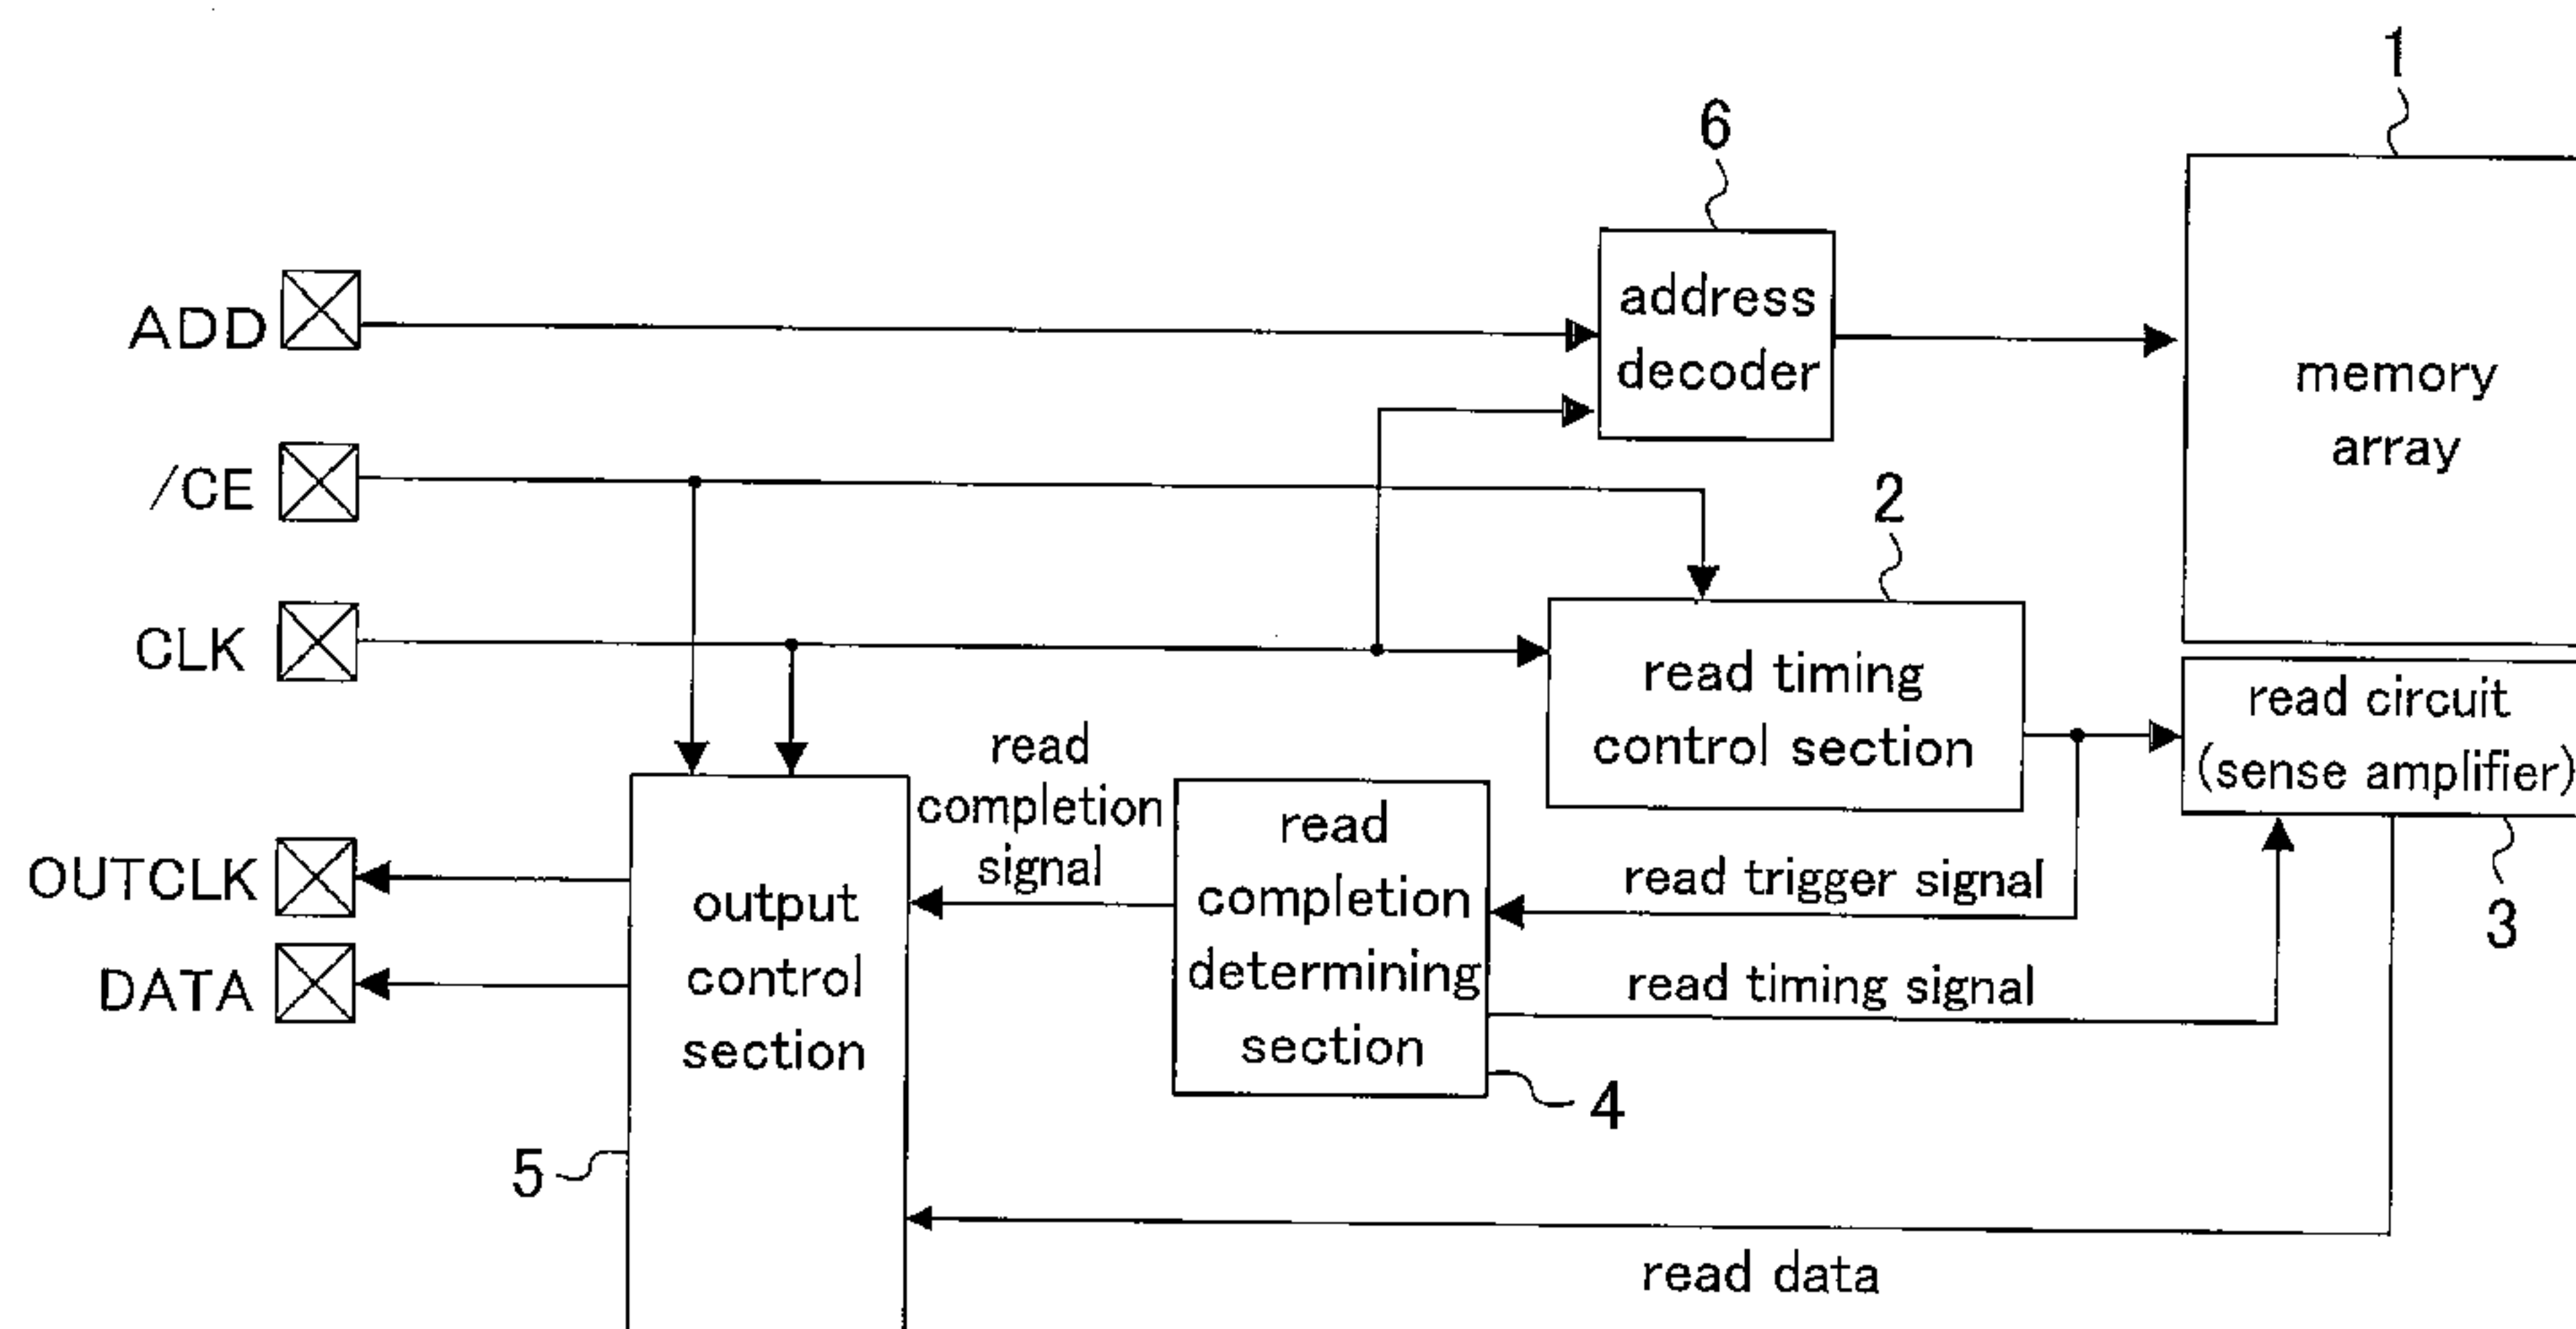 1
6
address
decoder
ADD
memory
array
/CE
2
CLK
read timing
control section
read circuit
(sense amplifier)
read
completion
signal
read
completion
determining
section
read trigger signal
OUTCLK
output
control
section
3
DATA
read timing signal
4
5
read data